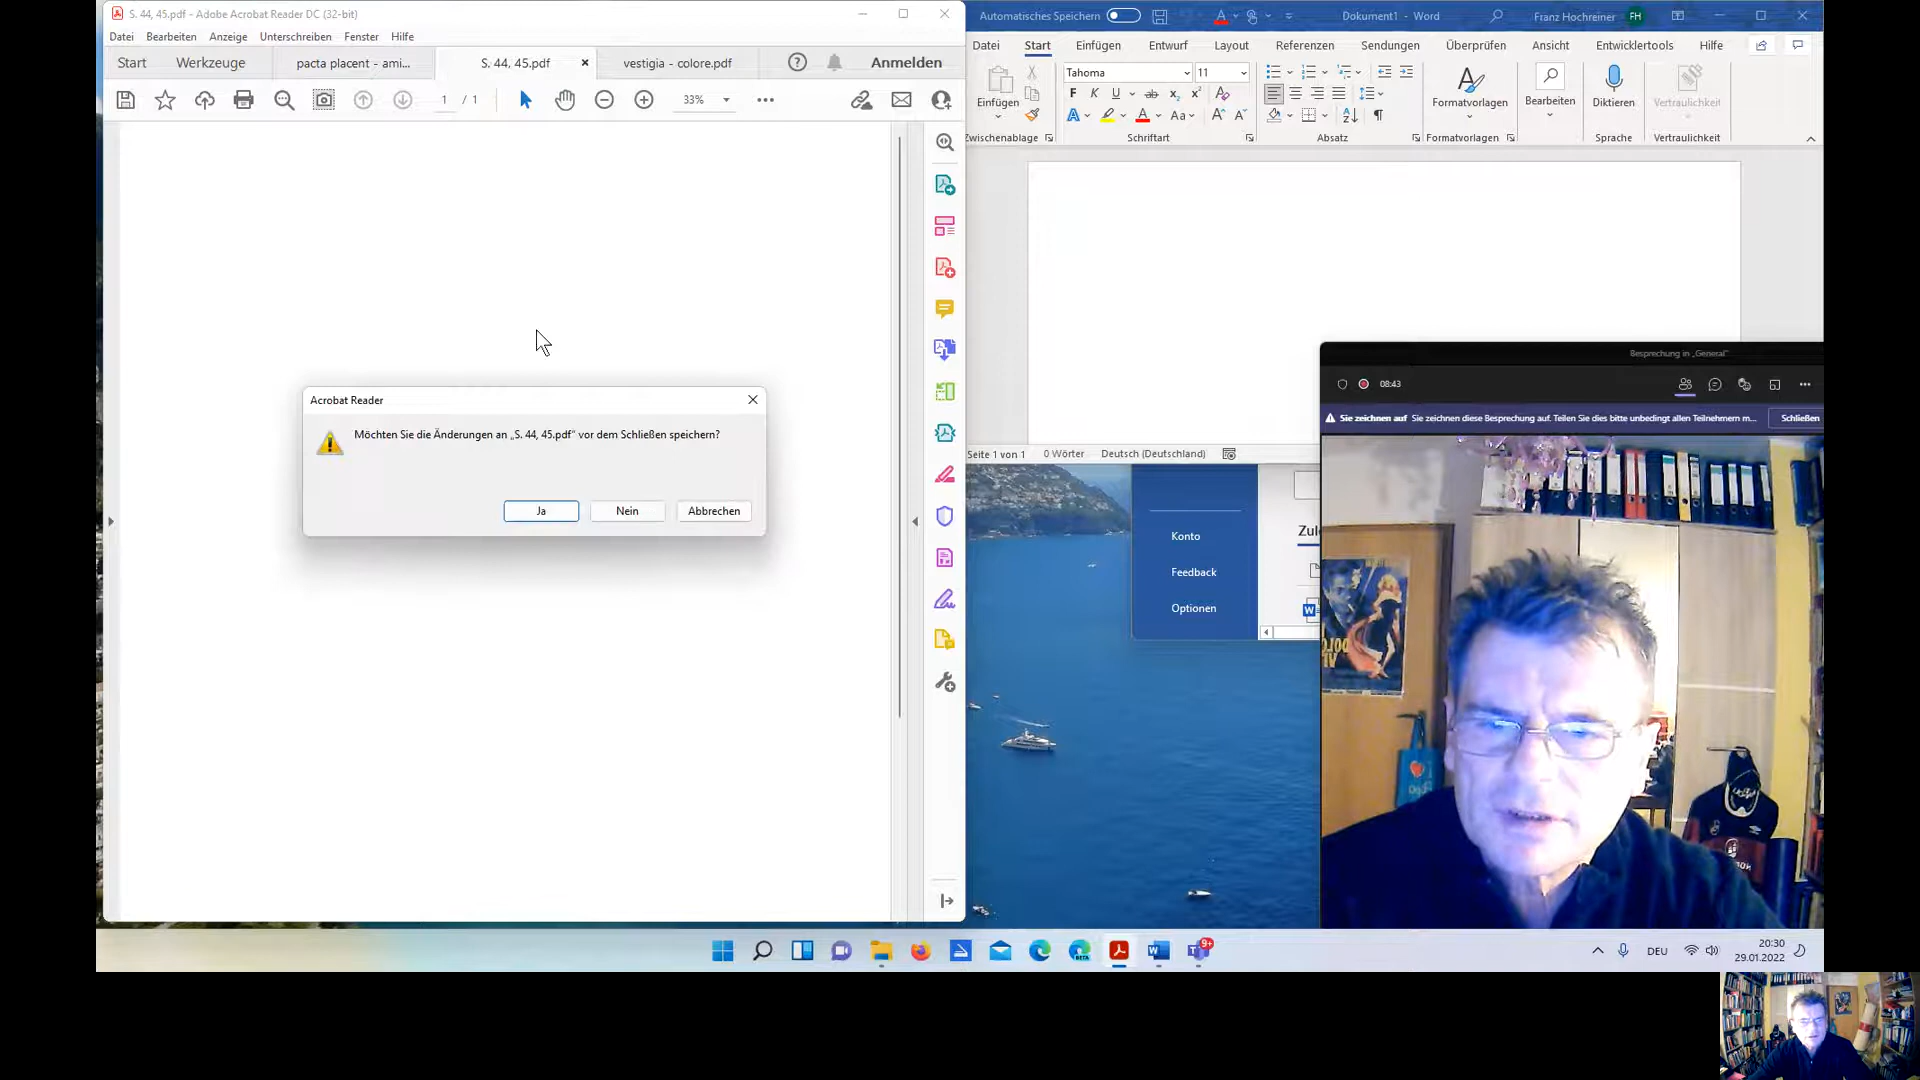 S. 44, 45.pdf - Adobe Acrobat Reader DC (32-bit)
Datei Bearbeiten Anzeige Unterschreiben Fenster Hilfe
Start Werkzeuge pacta placent - ami... S. 44, 45.pdf vestigia - colore.pdf Anmelden
1 / 1 33%
Acrobat Reader
Möchten Sie die Änderungen an „S. 44, 45.pdf" vor dem Schließen speichern?
Ja Nein Abbrechen
Automatisches Speichern Dokument1 - Word Franz Hochreiner FH
Datei Start Einfügen Entwurf Layout Referenzen Sendungen Überprüfen Ansicht Entwicklertools Hilfe
Tahoma 11
Einfügen Formatvorlagen Bearbeiten Diktieren Vertraulichkeit
F K U ab x₂ x²
Zwischenablage Schriftart Absatz Formatvorlagen Sprache Vertraulichkeit
Seite 1 von 1 0 Wörter Deutsch (Deutschland)
Konto
Feedback
Optionen
Besprechung in „General"
08:43
Sie zeichnen auf Sie zeichnen diese Besprechung auf. Teilen Sie dies bitte unbedingt allen Teilnehmern m... Schließen
9+
DEU
20:30
29.01.2022